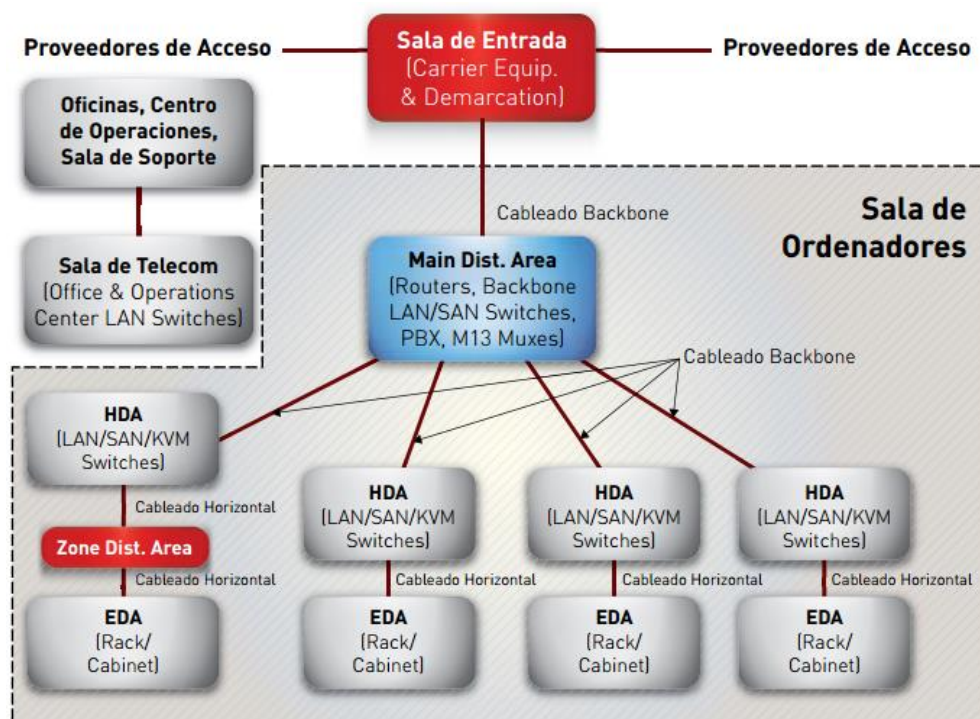 Proveedores de Acceso
Sala de Entrada
(Carrier Equip.
& Demarcation)
Proveedores de Acceso
Oficinas, Centro
de Operaciones,
Sala de Soporte
Cableado Backbone
Sala de
Ordenadores
Sala de Telecom
(Office & Operations
Center LAN Switches)
Main Dist. Area
(Routers, Backbone
LAN/SAN Switches,
PBX, M13 Muxes)
Cableado Backbone
HDA
(LAN/SAN/KVM
Switches)
Cableado Horizontal
Zone Dist. Area
Cableado Horizontal
EDA
(Rack/
Cabinet)
HDA
(LAN/SAN/KVM
Switches)
Cableado Horizontal
EDA
(Rack/
Cabinet)
HDA
(LAN/SAN/KVM
Switches)
Cableado Horizontal
EDA
(Rack/
Cabinet)
HDA
(LAN/SAN/KVM
Switches)
Cableado Horizontal
EDA
(Rack/
Cabinet)